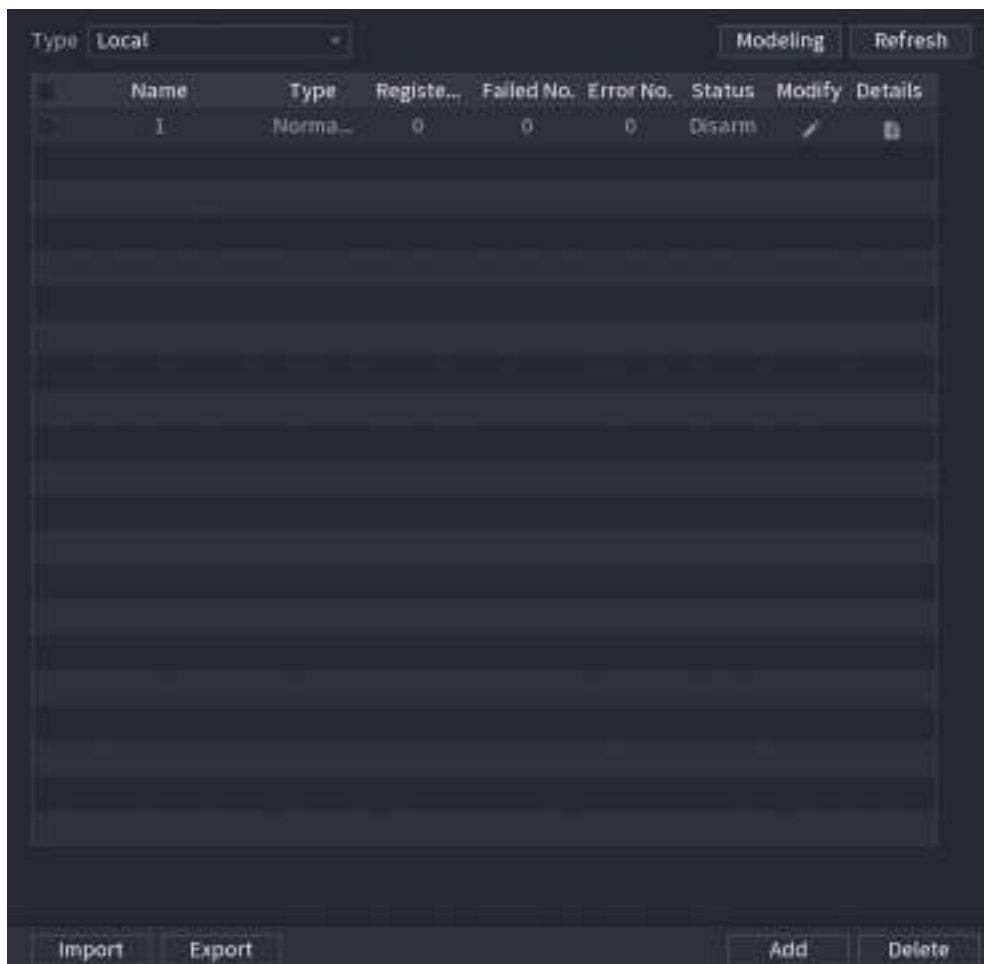 Type Local Modeling Refresh
Name Type Registe... Failed No. Error No. Status Modify Details
1 Norma... 0 0 0 Disarm
Import Export Add Delete